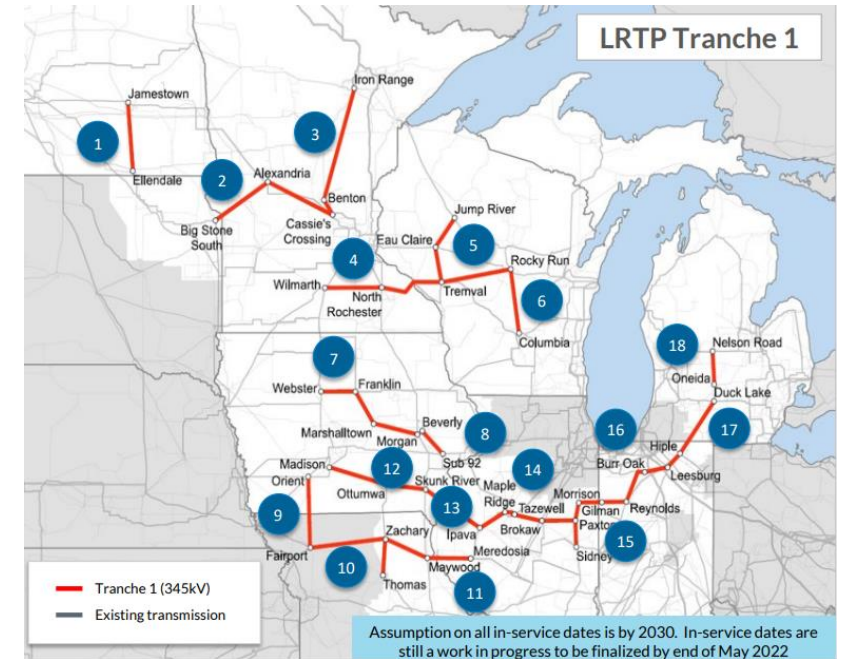 LRTP Tranche 1
Iron Range
Jamestown
3
1
2
Alexandria
Ellendale
Benton
Jump River
Big Stone
South
Cassie's
Crossing
Eau Claire
5
4
Rocky Run
Wilmarth
North
Rochester
Tremval
6
Columbia
18
Nelson Road
7
Oneida
Webster
Franklin
Duck Lake
Beverly
8
16
17
Marshalltown
Morgan
Hiple
Sub 92
Burr Oak
Madison
12
14
Leesburg
Orient
Skunk River
Maple
Ridge
Ottumwa
Morrison
Tazewell
Gilman
Reynolds
9
13
Zachary
Ipava
Brokaw
Paxton
15
Fairport
Meredosia
Sidney
10
Maywood
Thomas
11
Tranche 1 (345kV)
Existing transmission
Assumption on all in-service dates is by 2030. In-service dates are
still a work in progress to be finalized by end of May 2022